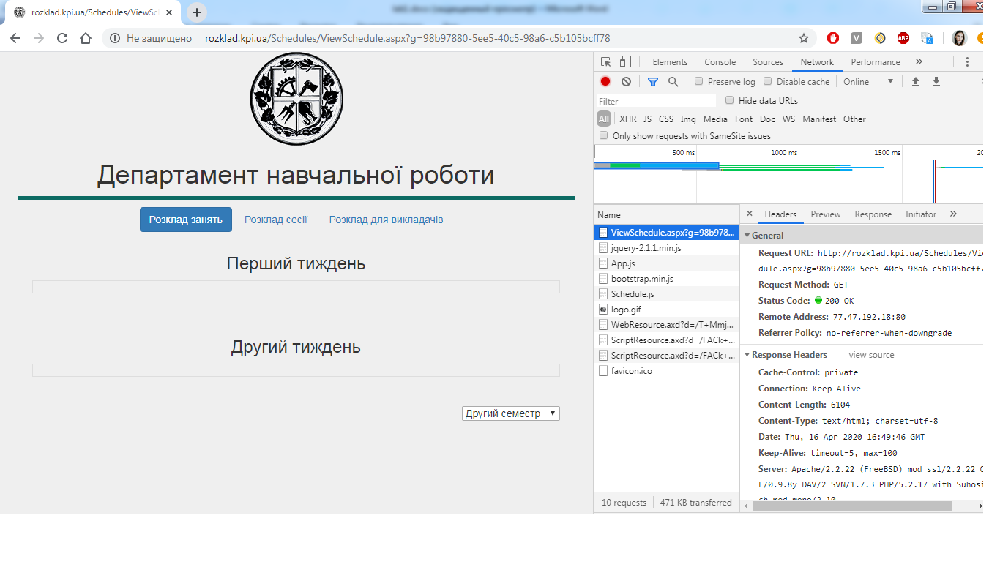 rozklad.kpi.ua/Schedules/ViewSch
Не защищено rozklad.kpi.ua/Schedules/ViewSchedule.aspx?g=98b97880-5ee5-40c5-98a6-c5b105bcff78
V
ABP
Департамент навчальної роботи
Розклад занять Розклад сесії Розклад для викладачів
Перший тиждень
Другий тиждень
Другий семестр
Elements Console Sources Network Performance »
Preserve log Disable cache Online
Filter Hide data URLs
All XHR JS CSS Img Media Font Doc WS Manifest Other
Only show requests with SameSite issues
500 ms 1000 ms 1500 ms 20
Name
ViewSchedule.aspx?g=98b978...
jquery-2.1.1.min.js
App.js
bootstrap.min.js
Schedule.js
logo.gif
WebResource.axd?d=/T+Mmj...
ScriptResource.axd?d=/FACk+...
ScriptResource.axd?d=/FACk+...
favicon.ico
10 requests 471 KB transferred
Headers Preview Response Initiator »
General
Request URL: http://rozklad.kpi.ua/Schedules/Vi
dule.aspx?g=98b97880-5ee5-40c5-98a6-c5b105bcff7
Request Method: GET
Status Code: 200 OK
Remote Address: 77.47.192.18:80
Referrer Policy: no-referrer-when-downgrade
Response Headers view source
Cache-Control: private
Connection: Keep-Alive
Content-Length: 6104
Content-Type: text/html; charset=utf-8
Date: Thu, 16 Apr 2020 16:49:46 GMT
Keep-Alive: timeout=5, max=100
Server: Apache/2.2.22 (FreeBSD) mod_ssl/2.2.22
L/0.9.8y DAV/2 SVN/1.7.3 PHP/5.2.17 with Suhosi
ch mod_mono/2.10